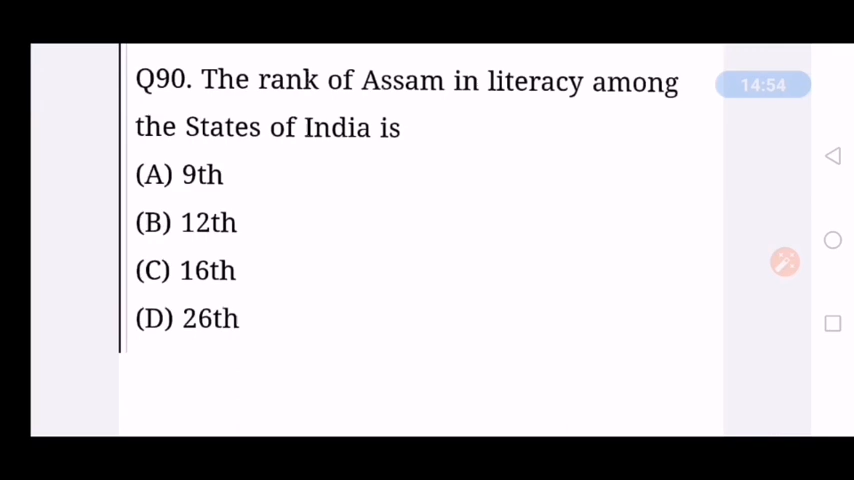 Q90. The rank of Assam in literacy among
14:54
the States of India is
(A) 9th
(B) 12th
(C) 16th
(D) 26th